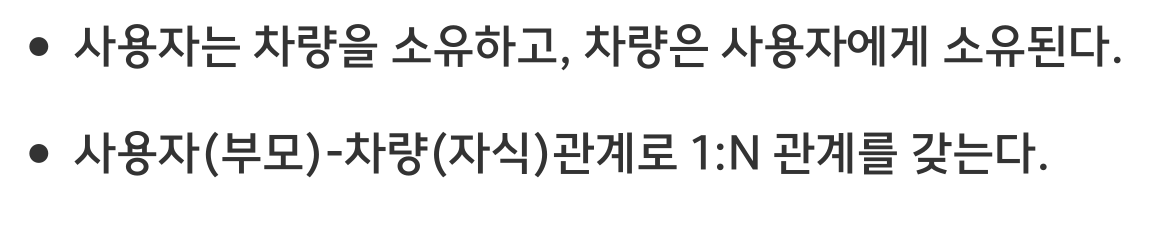 • 사용자는 차량을 소유하고, 차량은 사용자에게 소유된다.
• 사용자(부모)-차량(자식)관계로 1:N 관계를 갖는다.